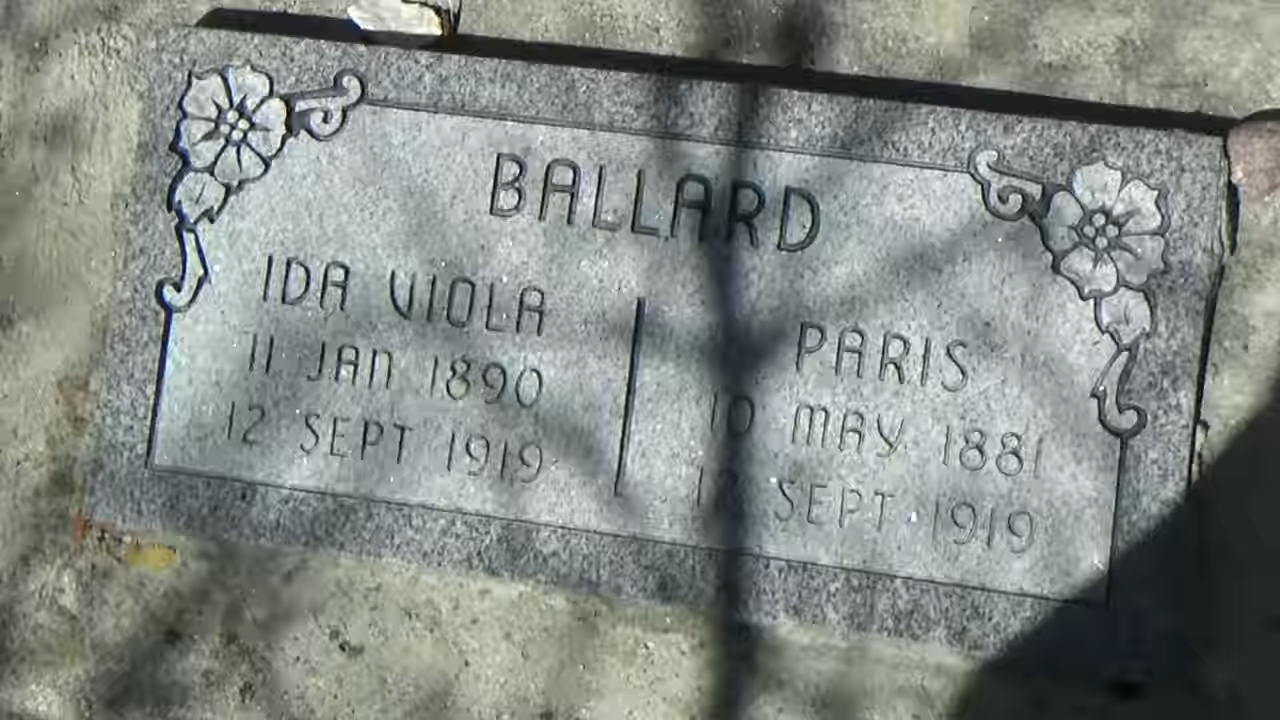 BALLARD
IDA VIOLA
11 JAN 1890
12 SEPT 1919
PARIS
10 MAY 1881
SEPT 1919